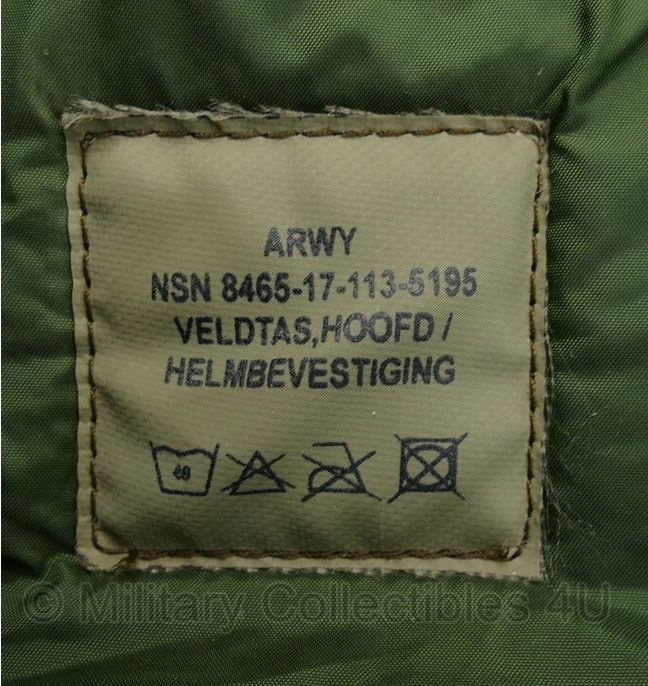 ARWY
NSN 8465-17-113-5195
VELDTAS,HOOFD /
HELMBEVESTIGING
40
© Military Collectibles 4U